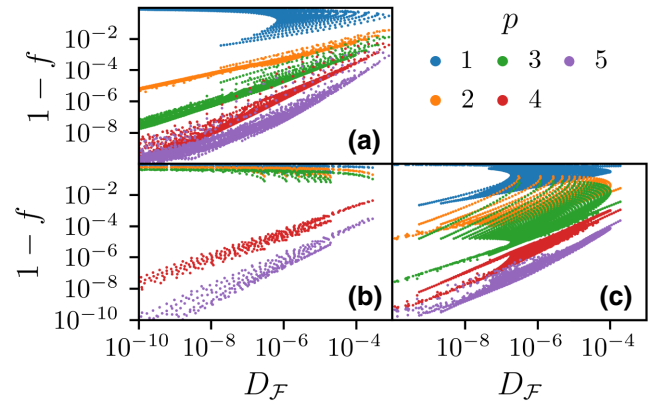 1 − f
10⁻²
10⁻⁴
10⁻⁶
10⁻⁸
(a)
p
1 3 5
2 4
1 − f
10⁻²
10⁻⁴
10⁻⁶
10⁻⁸
10⁻¹⁰
(b)
(c)
10⁻¹⁰ 10⁻⁸ 10⁻⁶ 10⁻⁴
10⁻⁸ 10⁻⁶ 10⁻⁴
D_ℱ
D_ℱ